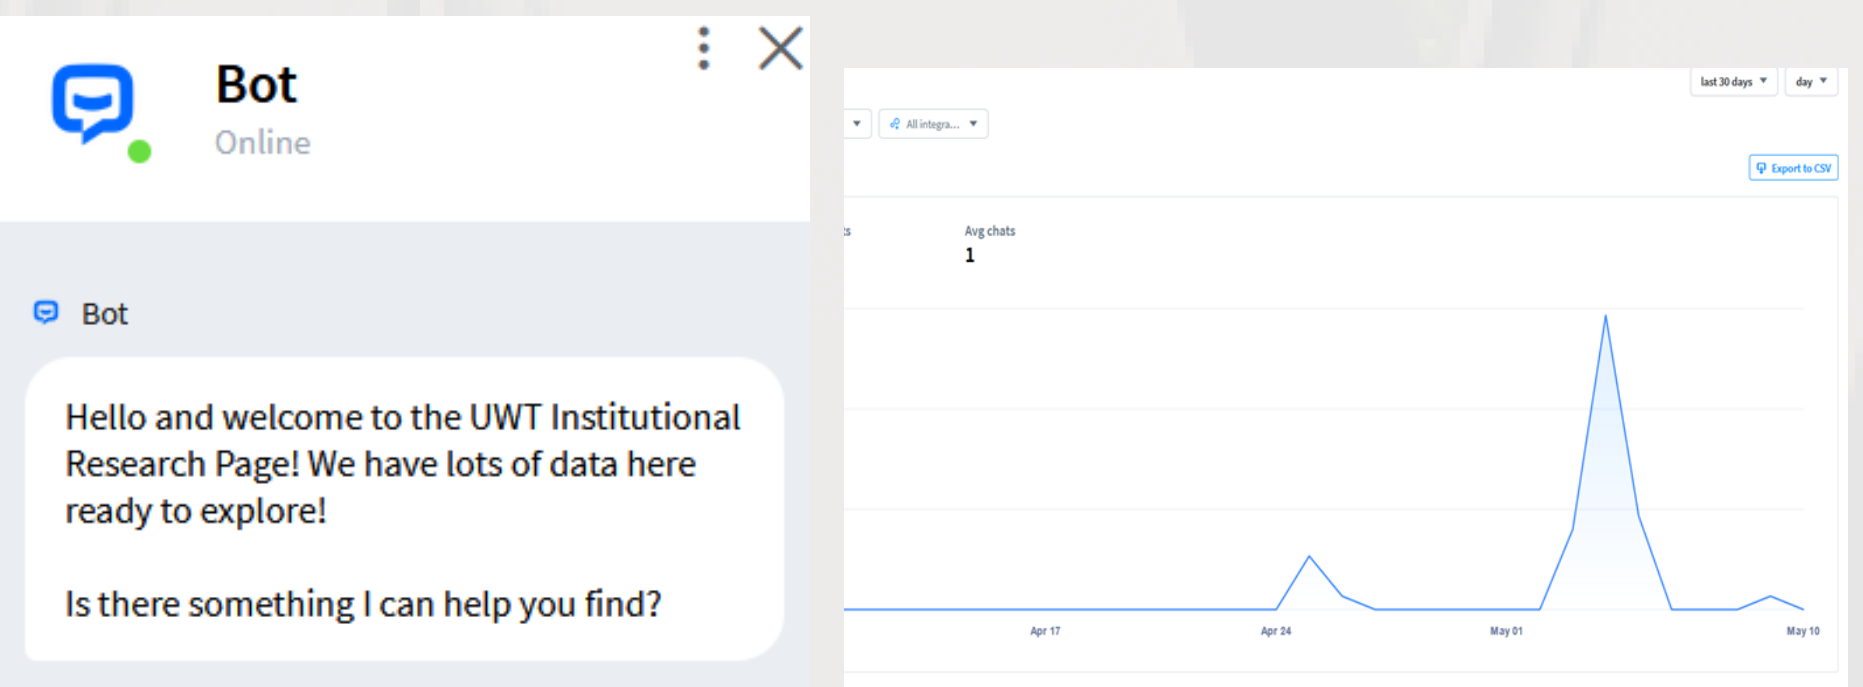 Bot
Online
Bot
Hello and welcome to the UWT Institutional
Research Page! We have lots of data here
ready to explore!
Is there something I can help you find?
last 30 days
day
All integra...
Export to CSV
ts
Avg chats
1
Apr 17
Apr 24
May 01
May 10